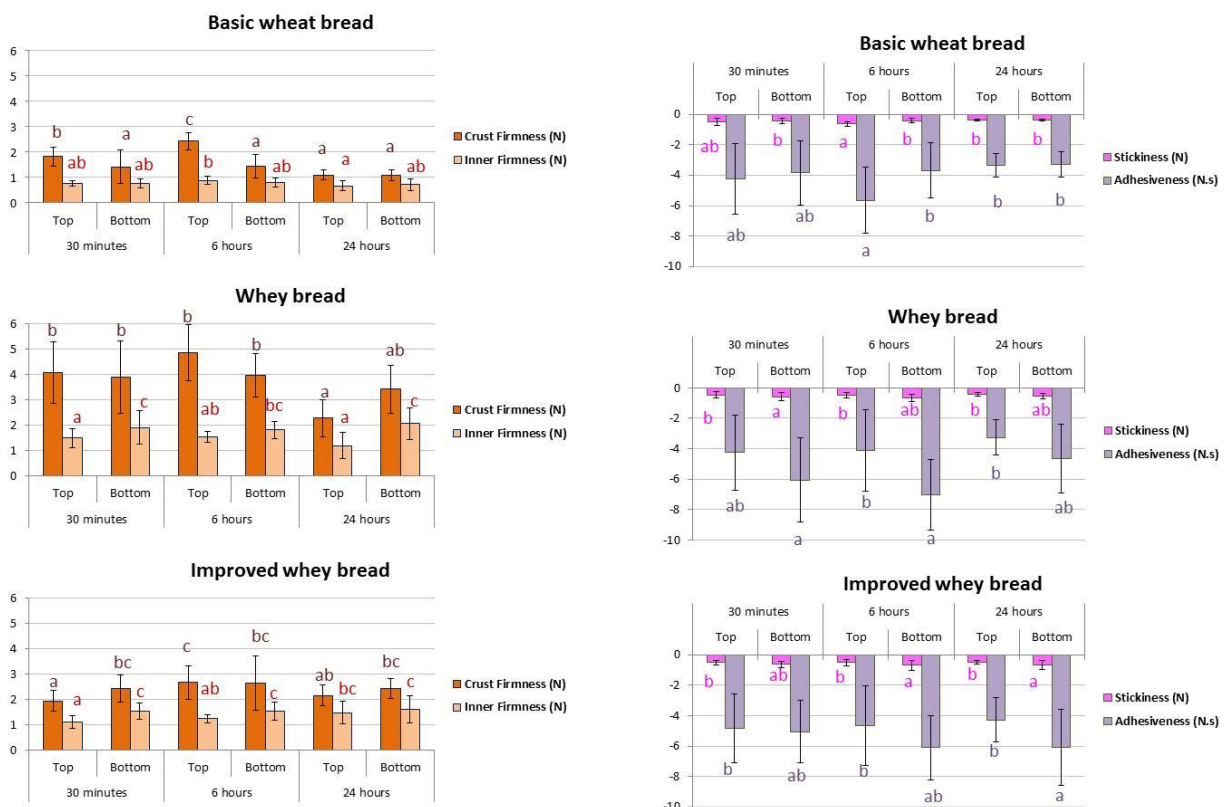 Basic wheat bread
6
5
4
3
2
1
0
b
ab
a
ab
c
b
a
ab
a
a
a
ab
Top
Bottom
Top
Bottom
Top
Bottom
30 minutes
6 hours
24 hours
Crust Firmness (N)
Inner Firmness (N)
Whey bread
6
5
4
3
2
1
0
b
a
b
c
b
ab
b
bc
a
a
ab
c
Top
Bottom
Top
Bottom
Top
Bottom
30 minutes
6 hours
24 hours
Crust Firmness (N)
Inner Firmness (N)
Improved whey bread
6
5
4
3
2
1
0
a
a
bc
c
c
ab
bc
c
ab
bc
bc
c
Top
Bottom
Top
Bottom
Top
Bottom
30 minutes
6 hours
24 hours
Crust Firmness (N)
Inner Firmness (N)
Basic wheat bread
30 minutes
6 hours
24 hours
Top
Bottom
Top
Bottom
Top
Bottom
0
-2
-4
-6
-8
-10
ab
ab
b
ab
a
a
b
b
b
b
b
b
Stickiness (N)
Adhesiveness (N.s)
Whey bread
30 minutes
6 hours
24 hours
Top
Bottom
Top
Bottom
Top
Bottom
0
-2
-4
-6
-8
-10
b
ab
a
a
b
b
ab
a
b
b
ab
ab
Stickiness (N)
Adhesiveness (N.s)
Improved whey bread
30 minutes
6 hours
24 hours
Top
Bottom
Top
Bottom
Top
Bottom
0
-2
-4
-6
-8
-10
b
b
ab
ab
b
b
a
ab
b
b
a
a
Stickiness (N)
Adhesiveness (N.s)